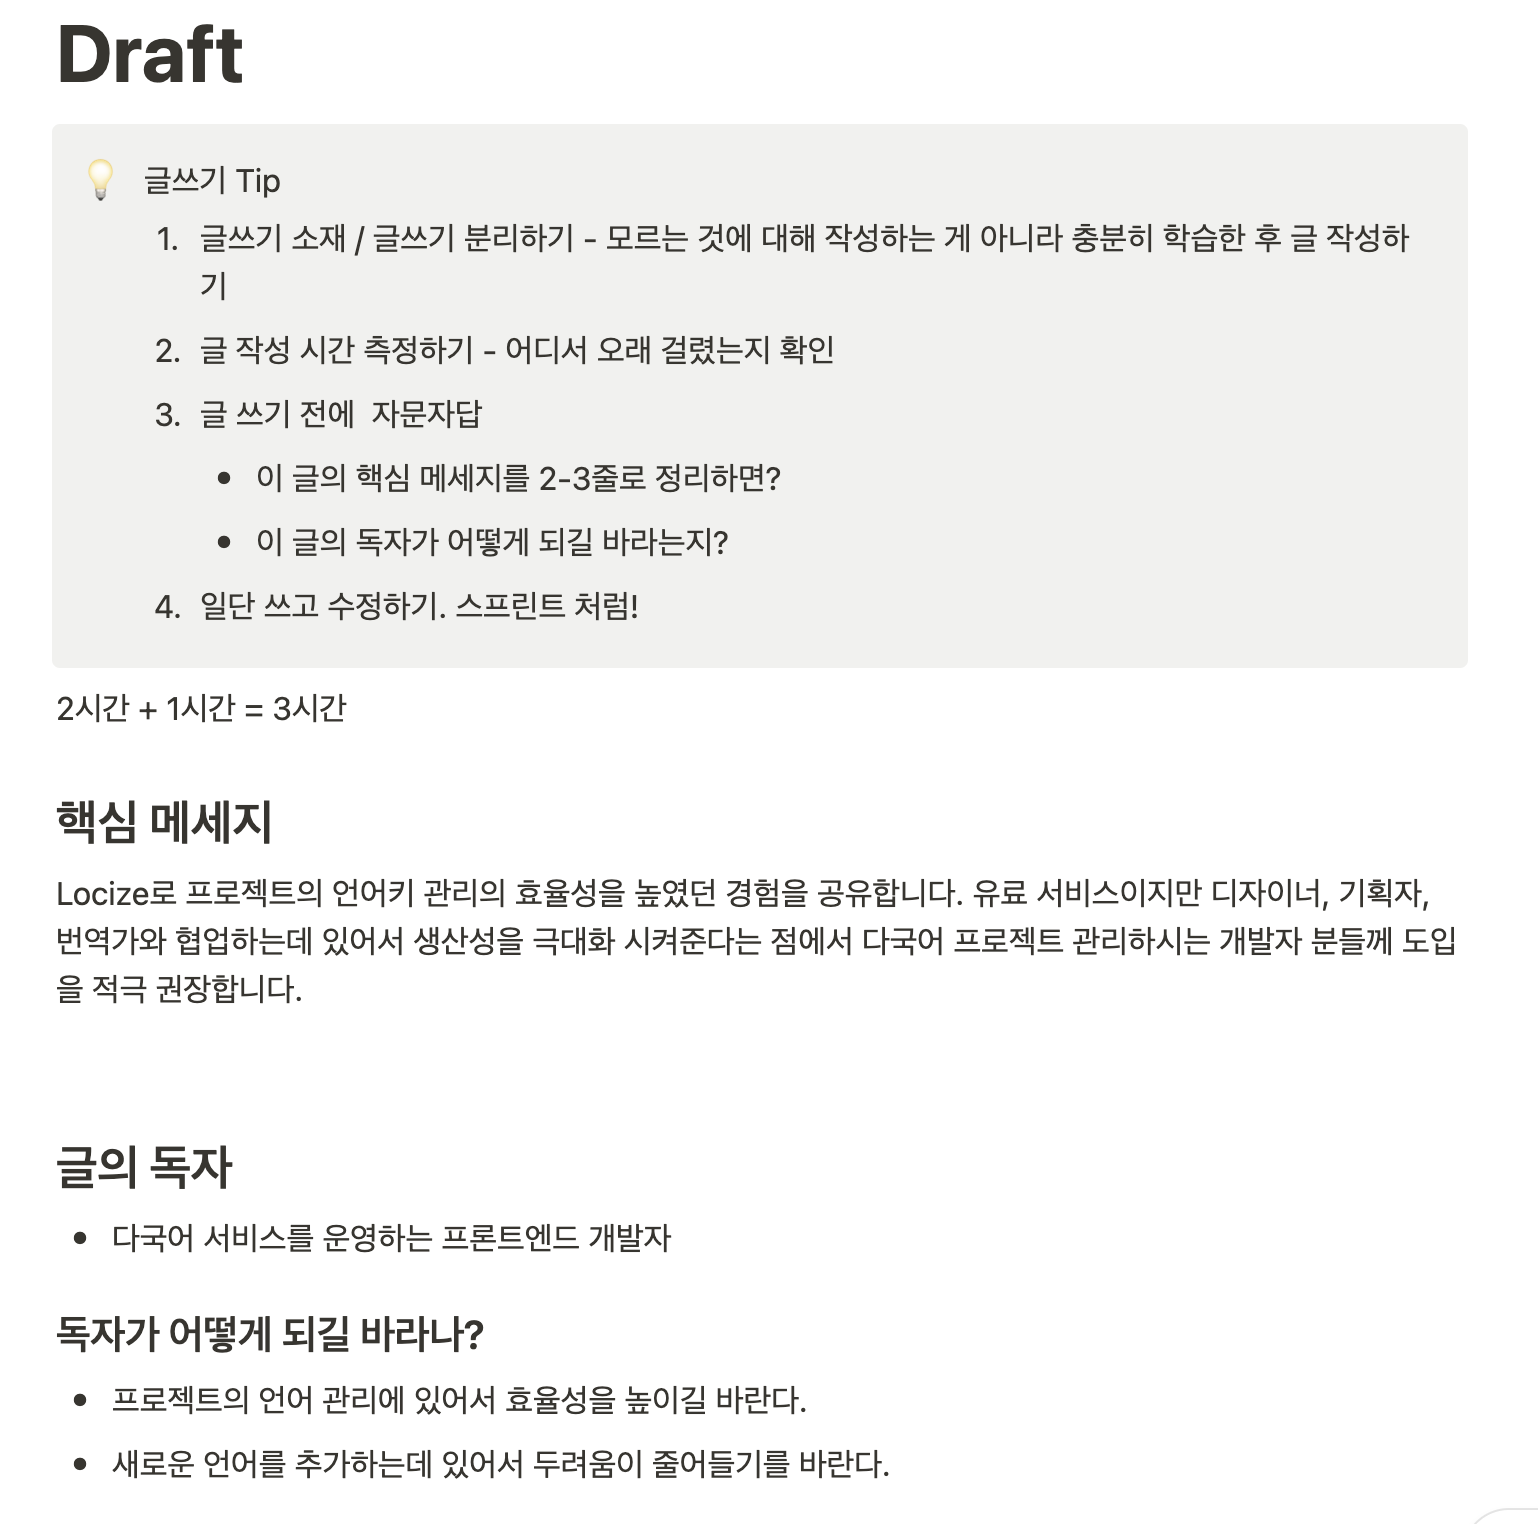 Draft
글쓰기 Tip
1. 글쓰기 소재 / 글쓰기 분리하기 - 모르는 것에 대해 작성하는 게 아니라 충분히 학습한 후 글 작성하
기
2. 글 작성 시간 측정하기 - 어디서 오래 걸렸는지 확인
3. 글 쓰기 전에  자문자답
• 이 글의 핵심 메세지를 2-3줄로 정리하면?
• 이 글의 독자가 어떻게 되길 바라는지?
4. 일단 쓰고 수정하기. 스프린트 처럼!
2시간 + 1시간 = 3시간
핵심 메세지
Locize로 프로젝트의 언어키 관리의 효율성을 높였던 경험을 공유합니다. 유료 서비스이지만 디자이너, 기획자,
번역가와 협업하는데 있어서 생산성을 극대화 시켜준다는 점에서 다국어 프로젝트 관리하시는 개발자 분들께 도입
을 적극 권장합니다.
글의 독자
• 다국어 서비스를 운영하는 프론트엔드 개발자
독자가 어떻게 되길 바라나?
• 프로젝트의 언어 관리에 있어서 효율성을 높이길 바란다.
• 새로운 언어를 추가하는데 있어서 두려움이 줄어들기를 바란다.